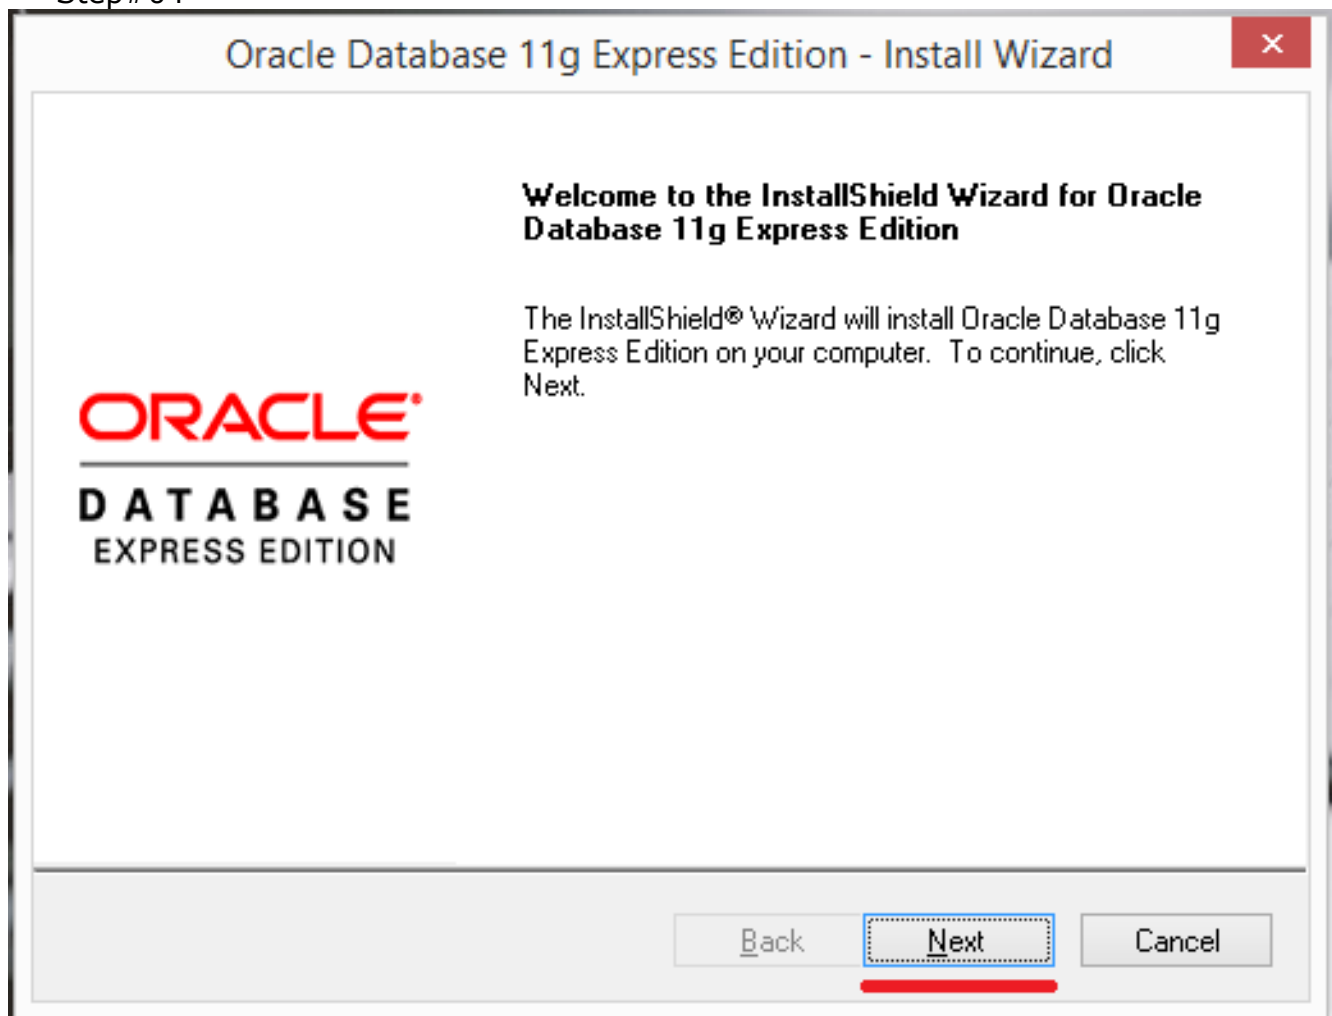 Oracle Database 11g Express Edition - Install Wizard
Welcome to the InstallShield Wizard for Oracle
Database 11g Express Edition
The InstallShield® Wizard will install Oracle Database 11g
Express Edition on your computer. To continue, click
Next.
ORACLE
DATABASE
EXPRESS EDITION
Back
Next
Cancel